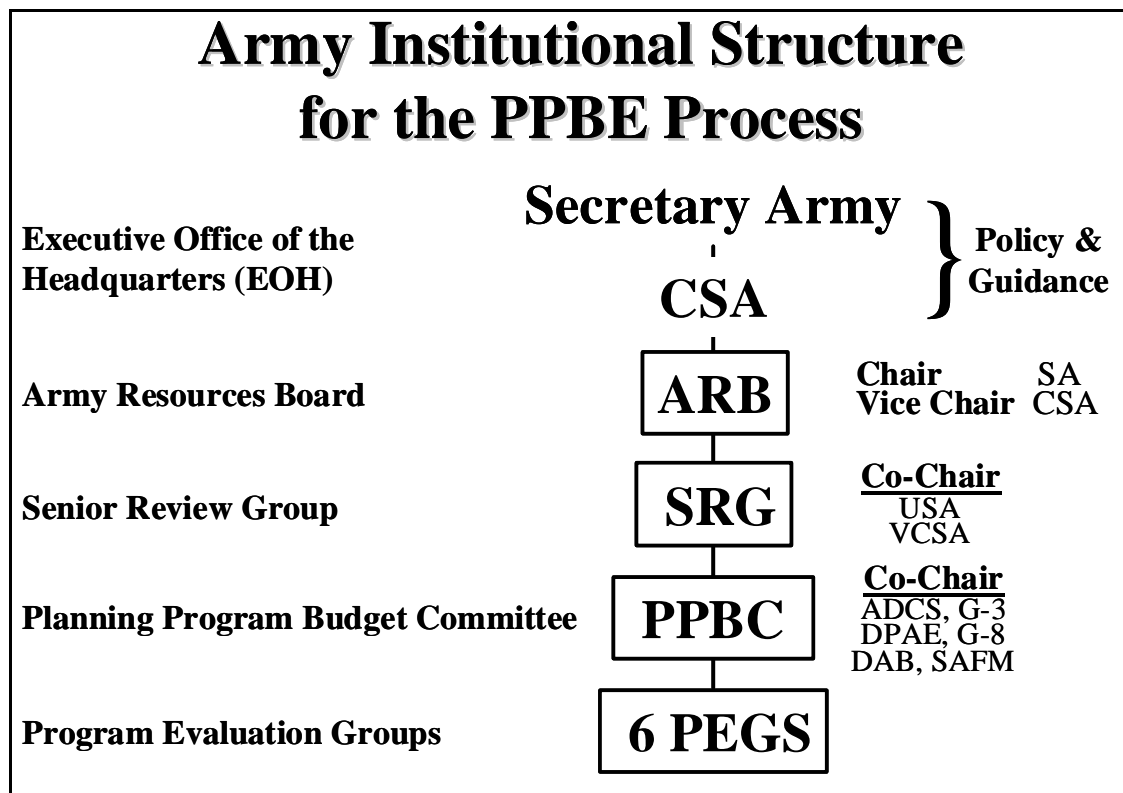 Army Institutional Structure
for the PPBE Process
Executive Office of the
Headquarters (EOH)
Secretary Army
CSA
Policy &
Guidance
Army Resources Board
ARB
Chair SA
Vice Chair CSA
Senior Review Group
SRG
Co-Chair
USA
VCSA
Planning Program Budget Committee
PPBC
Co-Chair
ADCS, G-3
DPAE, G-8
DAB, SAFM
Program Evaluation Groups
6 PEGS